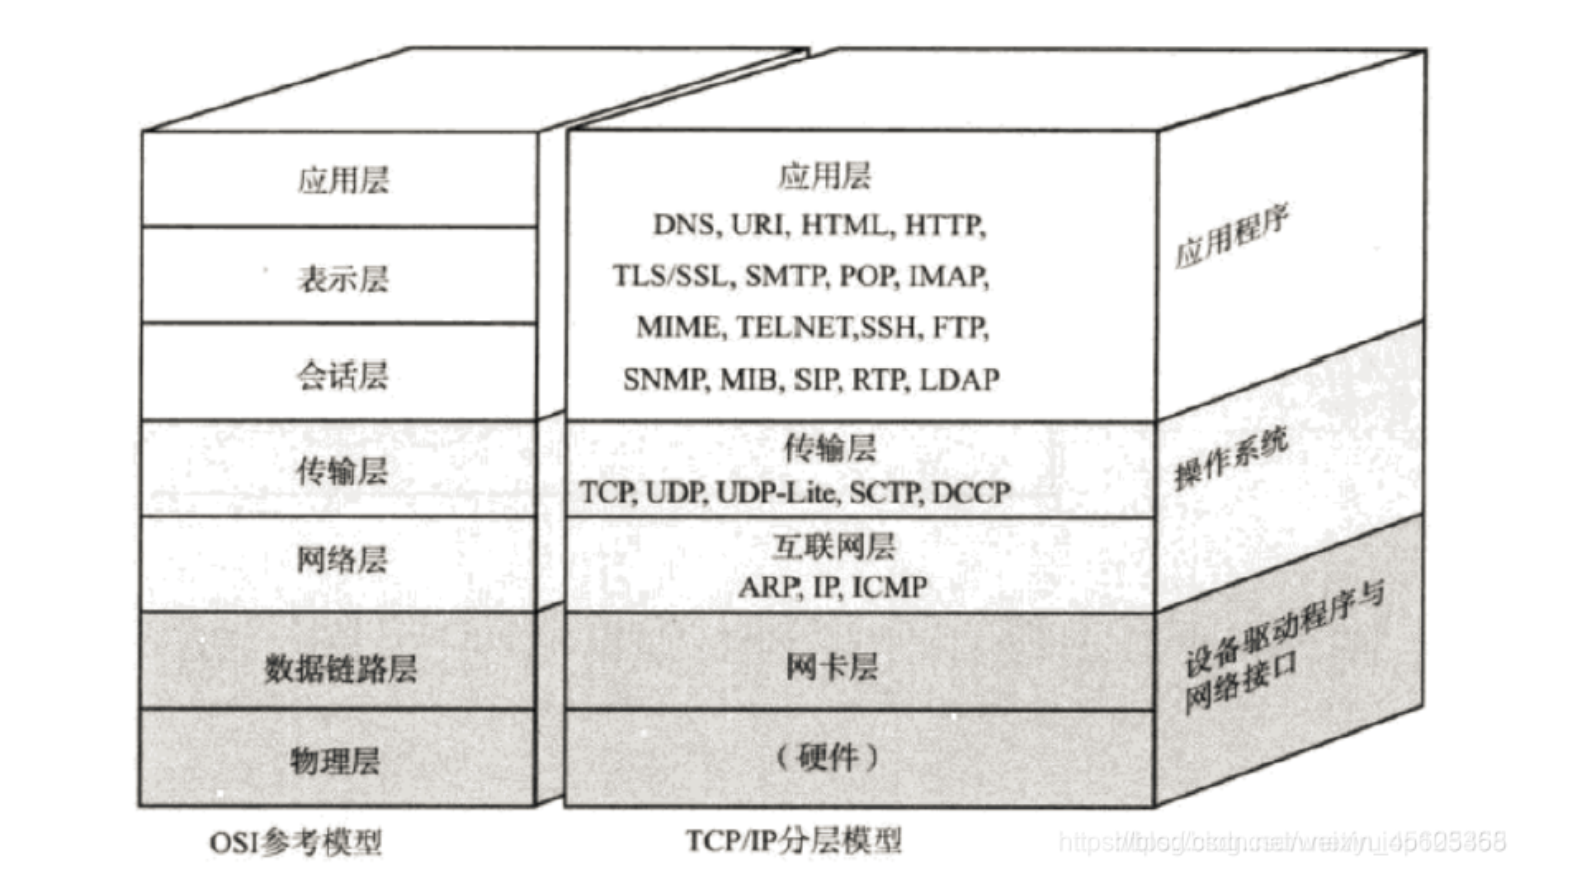 应用层
表示层
会话层
传输层
网络层
数据链路层
物理层
OSI参考模型
应用层
DNS, URI, HTML, HTTP,
TLS/SSL, SMTP, POP, IMAP,
MIME, TELNET,SSH, FTP,
SNMP, MIB, SIP, RTP, LDAP
传输层
TCP, UDP, UDP-Lite, SCTP, DCCP
互联网层
ARP, IP, ICMP
网卡层
（硬件）
TCP/IP分层模型
应用程序
操作系统
设备驱动程序与
网络接口